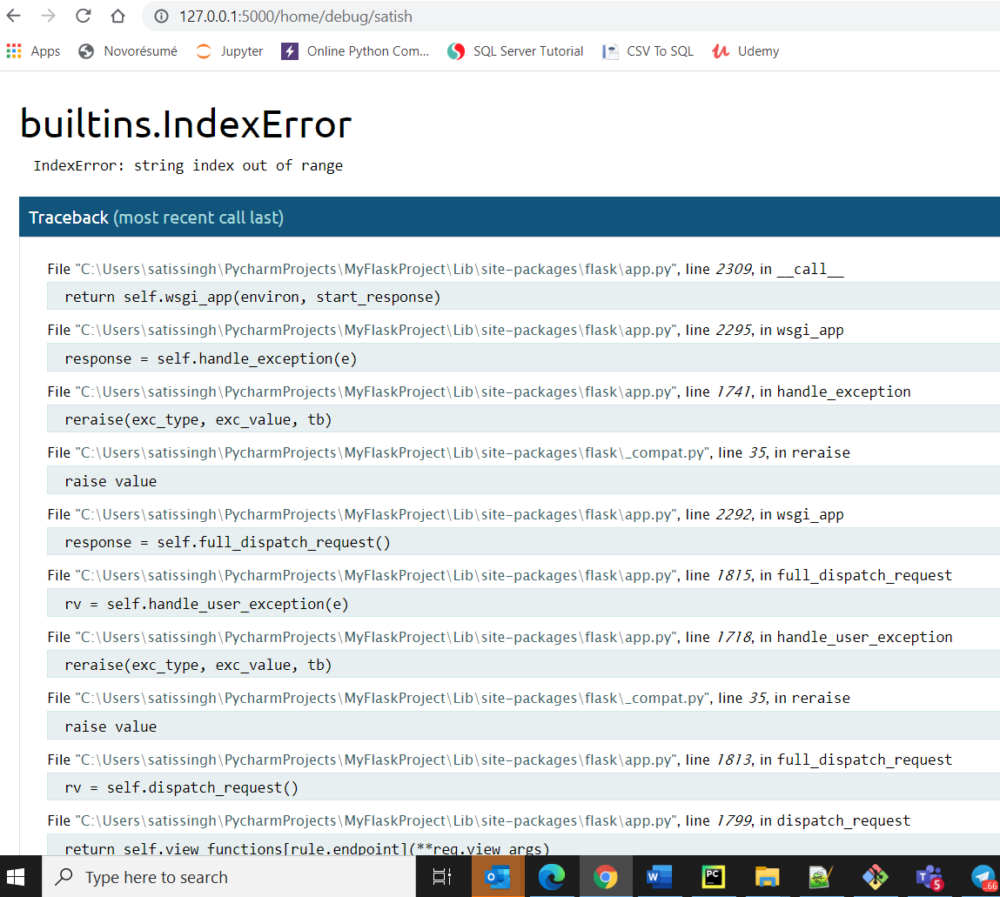 127.0.0.1:5000/home/debug/satish
Apps Novorésumé Jupyter Online Python Com... SQL Server Tutorial CSV To SQL Udemy
builtins.IndexError
IndexError: string index out of range
Traceback (most recent call last)
File "C:\Users\satissingh\PycharmProjects\MyFlaskProject\Lib\site-packages\flask\app.py", line 2309, in __call__
return self.wsgi_app(environ, start_response)
File "C:\Users\satissingh\PycharmProjects\MyFlaskProject\Lib\site-packages\flask\app.py", line 2295, in wsgi_app
response = self.handle_exception(e)
File "C:\Users\satissingh\PycharmProjects\MyFlaskProject\Lib\site-packages\flask\app.py", line 1741, in handle_exception
reraise(exc_type, exc_value, tb)
File "C:\Users\satissingh\PycharmProjects\MyFlaskProject\Lib\site-packages\flask\_compat.py", line 35, in reraise
raise value
File "C:\Users\satissingh\PycharmProjects\MyFlaskProject\Lib\site-packages\flask\app.py", line 2292, in wsgi_app
response = self.full_dispatch_request()
File "C:\Users\satissingh\PycharmProjects\MyFlaskProject\Lib\site-packages\flask\app.py", line 1815, in full_dispatch_request
rv = self.handle_user_exception(e)
File "C:\Users\satissingh\PycharmProjects\MyFlaskProject\Lib\site-packages\flask\app.py", line 1718, in handle_user_exception
reraise(exc_type, exc_value, tb)
File "C:\Users\satissingh\PycharmProjects\MyFlaskProject\Lib\site-packages\flask\_compat.py", line 35, in reraise
raise value
File "C:\Users\satissingh\PycharmProjects\MyFlaskProject\Lib\site-packages\flask\app.py", line 1813, in full_dispatch_request
rv = self.dispatch_request()
File "C:\Users\satissingh\PycharmProjects\MyFlaskProject\Lib\site-packages\flask\app.py", line 1799, in dispatch_request
return self.view_functions[rule.endpoint](**req.view_args)
Type here to search